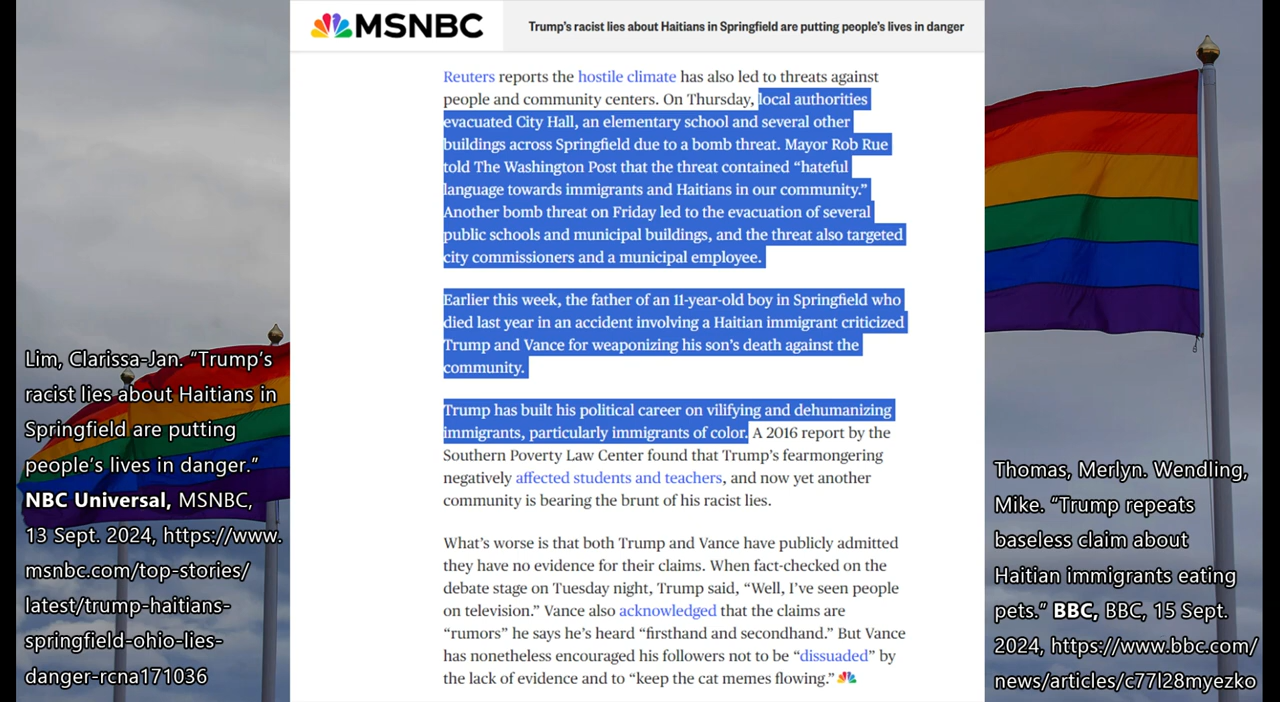 MSNBC
Trump's racist lies about Haitians in Springfield are putting people's lives in danger
Reuters reports the hostile climate has also led to threats against
people and community centers. On Thursday, local authorities
evacuated City Hall, an elementary school and several other
buildings across Springfield due to a bomb threat. Mayor Rob Rue
told The Washington Post that the threat contained “hateful
language towards immigrants and Haitians in our community.”
Another bomb threat on Friday led to the evacuation of several
public schools and municipal buildings, and the threat also targeted
city commissioners and a municipal employee.
Earlier this week, the father of an 11-year-old boy in Springfield who
died last year in an accident involving a Haitian immigrant criticized
Trump and Vance for weaponizing his son’s death against the
community.
Trump has built his political career on vilifying and dehumanizing
immigrants, particularly immigrants of color. A 2016 report by the
Southern Poverty Law Center found that Trump’s fearmongering
negatively affected students and teachers, and now yet another
community is bearing the brunt of his racist lies.
What’s worse is that both Trump and Vance have publicly admitted
they have no evidence for their claims. When fact-checked on the
debate stage on Tuesday night, Trump said, “Well, I’ve seen people
on television.” Vance also acknowledged that the claims are
“rumors” he says he’s heard “firsthand and secondhand.” But Vance
has nonetheless encouraged his followers not to be “dissuaded” by
the lack of evidence and to “keep the cat memes flowing.”
Lim, Clarissa-Jan. “Trump’s
racist lies about Haitians in
Springfield are putting
people’s lives in danger.”
NBC Universal, MSNBC,
13 Sept. 2024, https://www.
msnbc.com/top-stories/
latest/trump-haitians-
springfield-ohio-lies-
danger-rcna171036
Thomas, Merlyn. Wendling,
Mike. “Trump repeats
baseless claim about
Haitian immigrants eating
pets.” BBC, BBC, 15 Sept.
2024, https://www.bbc.com/
news/articles/c77l28myezko